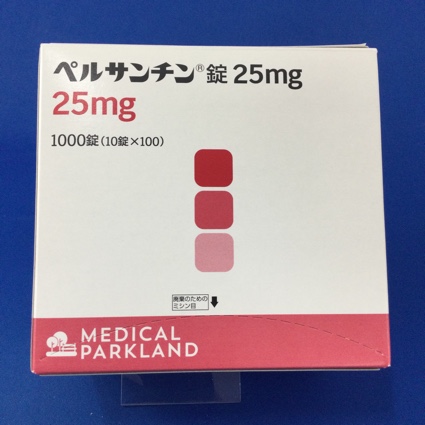 ペルサンチン®錠 25mg
25mg
1000錠(10錠×100)
廃棄のための
ミシン目
MEDICAL
PARKLAND